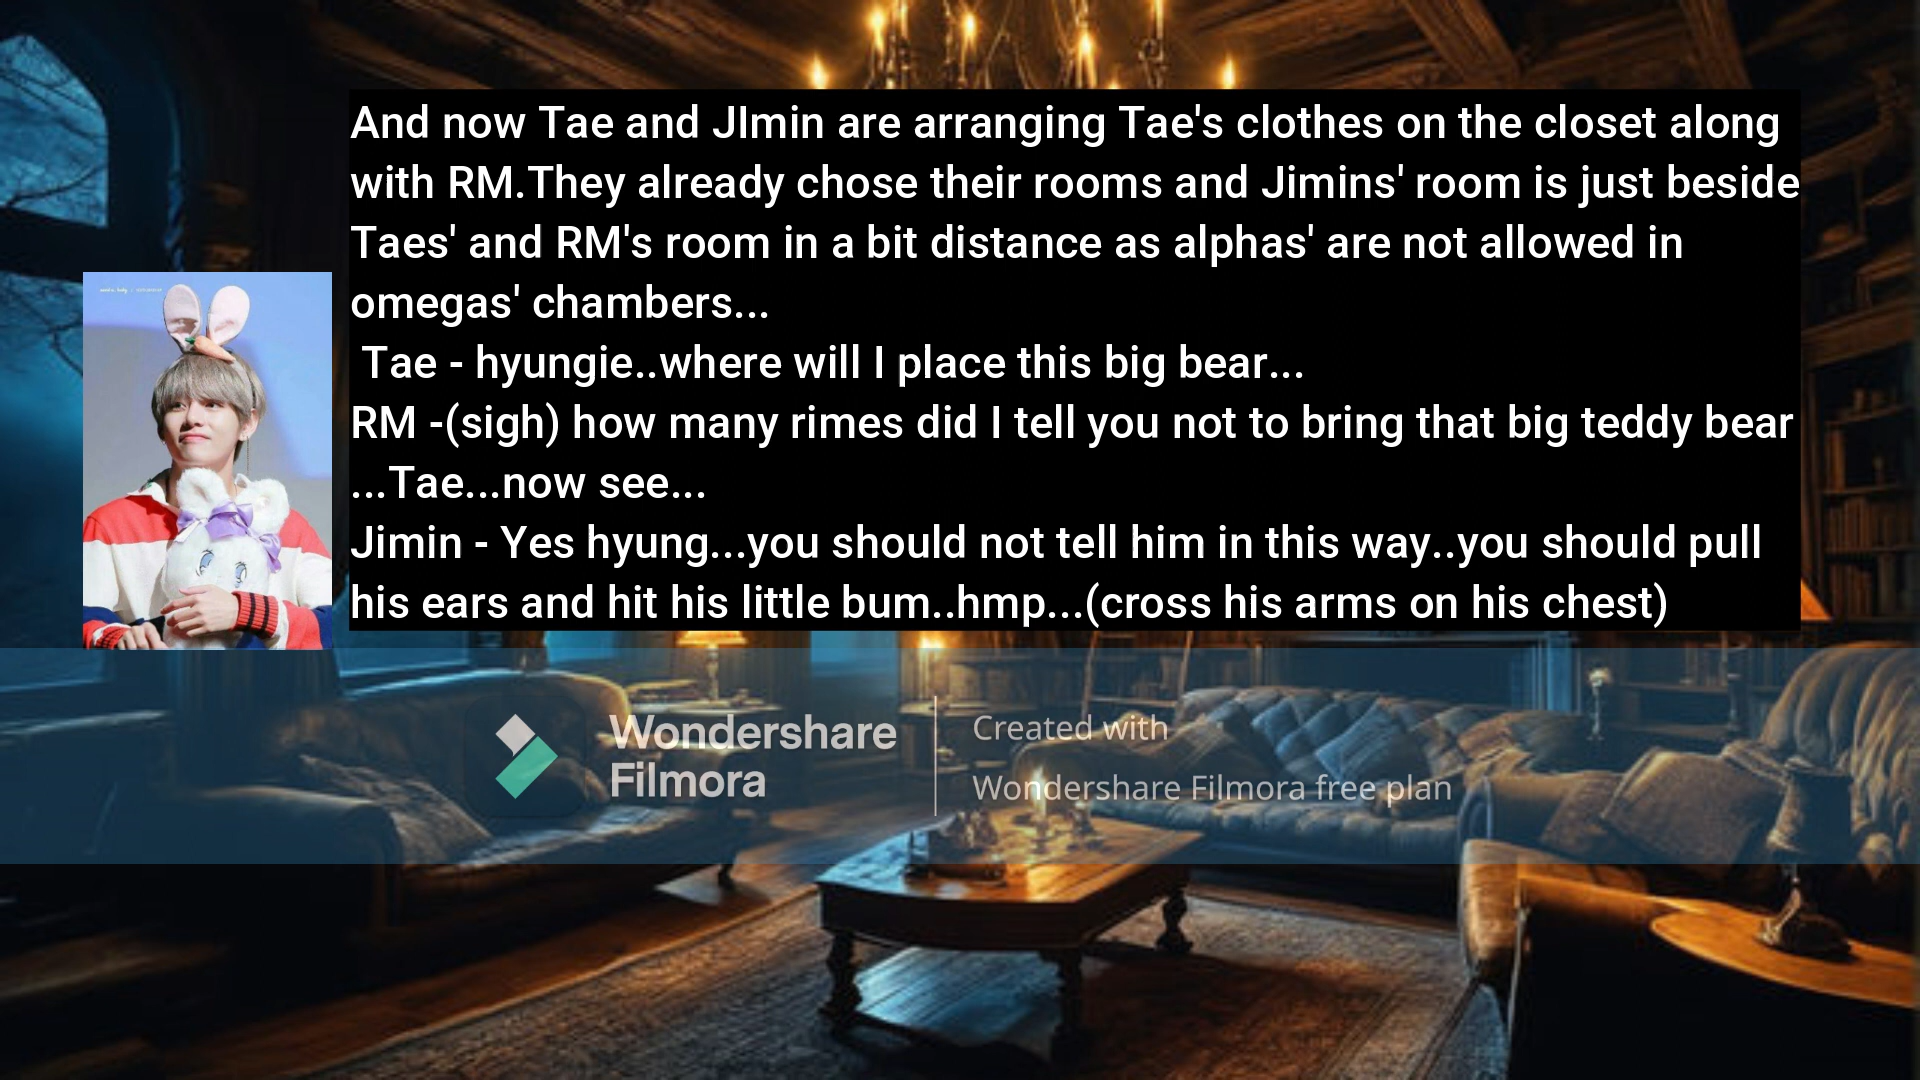 And now Tae and JImin are arranging Tae's clothes on the closet along
with RM.They already chose their rooms and Jimins' room is just beside
Taes' and RM's room in a bit distance as alphas' are not allowed in
omegas' chambers...
Tae - hyungie..where will I place this big bear...
RM -(sigh) how many rimes did I tell you not to bring that big teddy bear
...Tae...now see...
Jimin - Yes hyung...you should not tell him in this way..you should pull
his ears and hit his little bum..hmp...(cross his arms on his chest)
Wondershare
Filmora
Created with
Wondershare Filmora free plan